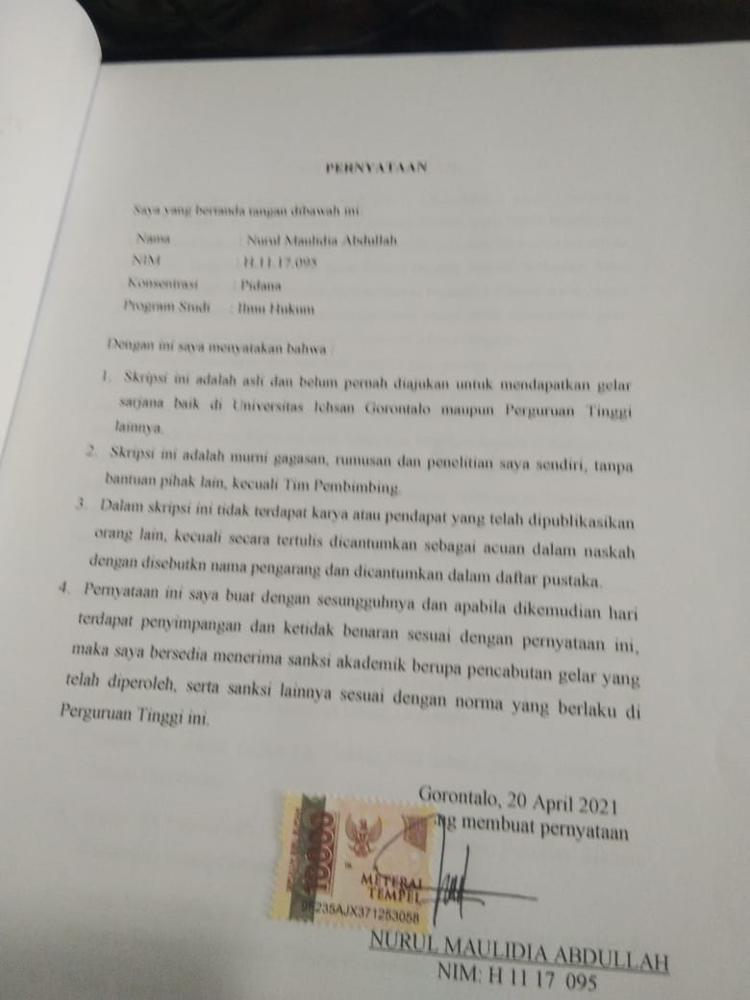 PERNYATAAN
Saya yang bertanda tangan dibawah ini:
Nama : Nurul Maulidia Abdullah
NIM : H.11.17.095
Konsentrasi : Pidana
Program Studi : Ilmu Hukum
Dengan ini saya menyatakan bahwa :
1. Skripsi ini adalah asli dan belum pernah diajukan untuk mendapatkan gelar
sarjana baik di Universitas Ichsan Gorontalo maupun Perguruan Tinggi
lainnya.
2. Skripsi ini adalah murni gagasan, rumusan dan penelitian saya sendiri, tanpa
bantuan pihak lain, kecuali Tim Pembimbing.
3. Dalam skripsi ini tidak terdapat karya atau pendapat yang telah dipublikasikan
orang lain, kecuali secara tertulis dicantumkan sebagai acuan dalam naskah
dengan disebutkn nama pengarang dan dicantumkan dalam daftar pustaka.
4. Pernyataan ini saya buat dengan sesungguhnya dan apabila dikemudian hari
terdapat penyimpangan dan ketidak benaran sesuai dengan pernyataan ini,
maka saya bersedia menerima sanksi akademik berupa pencabutan gelar yang
telah diperoleh, serta sanksi lainnya sesuai dengan norma yang berlaku di
Perguruan Tinggi ini.
Gorontalo, 20 April 2021
ng membuat pernyataan
10000
METERAI
TEMPEL
235AJX371253058
NURUL MAULIDIA ABDULLAH
NIM: H 11 17 095